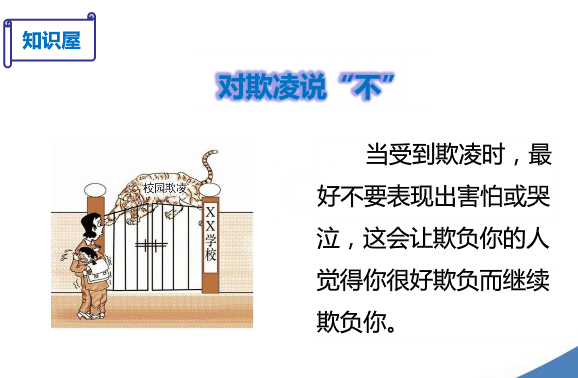 知识屋
对欺凌说“不”
校园欺凌
XX学校
当受到欺凌时，最
好不要表现出害怕或哭
泣，这会让欺负你的人
觉得你很好欺负而继续
欺负你。